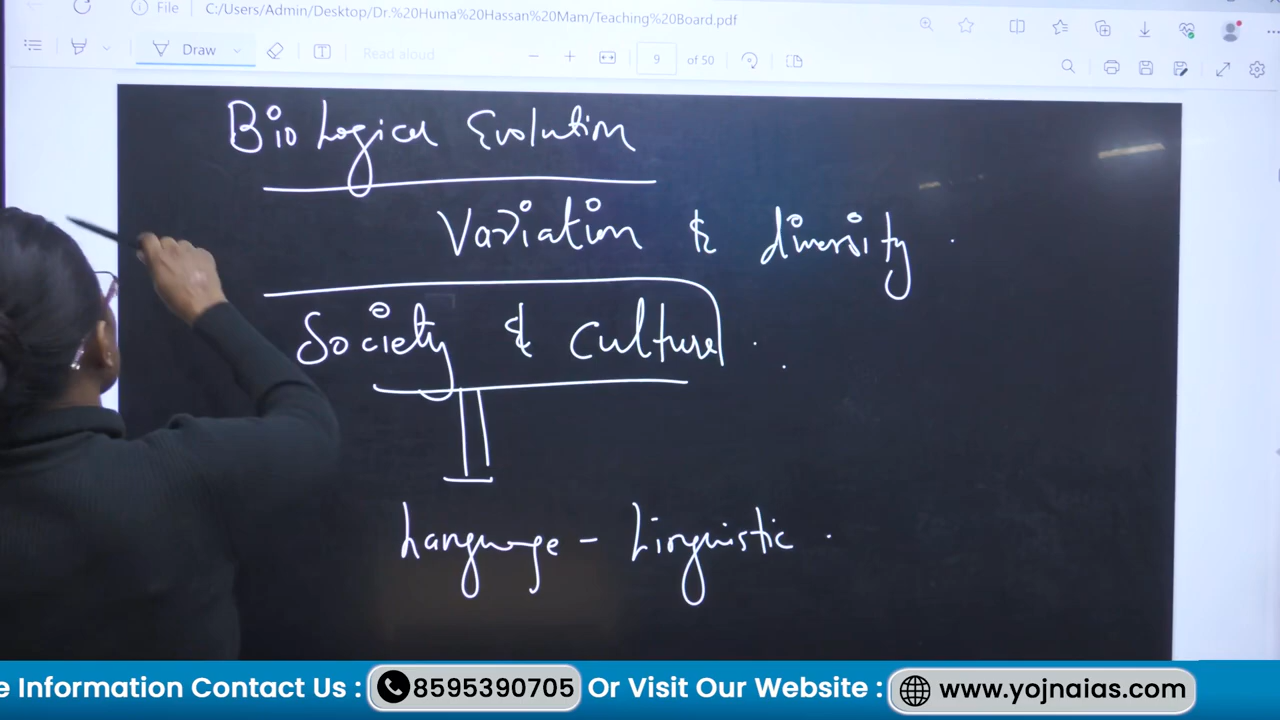 File | C:/Users/Admin/Desktop/Dr.%20Huma%20Hassan%20Mam/Teaching%20Board.pdf
Draw Read aloud 9 of 50
Biological Evolution
Variation & diversity .
Society & Culture .
Language - Linguistic .
e Information Contact Us : 8595390705 Or Visit Our Website : www.yojnaias.com